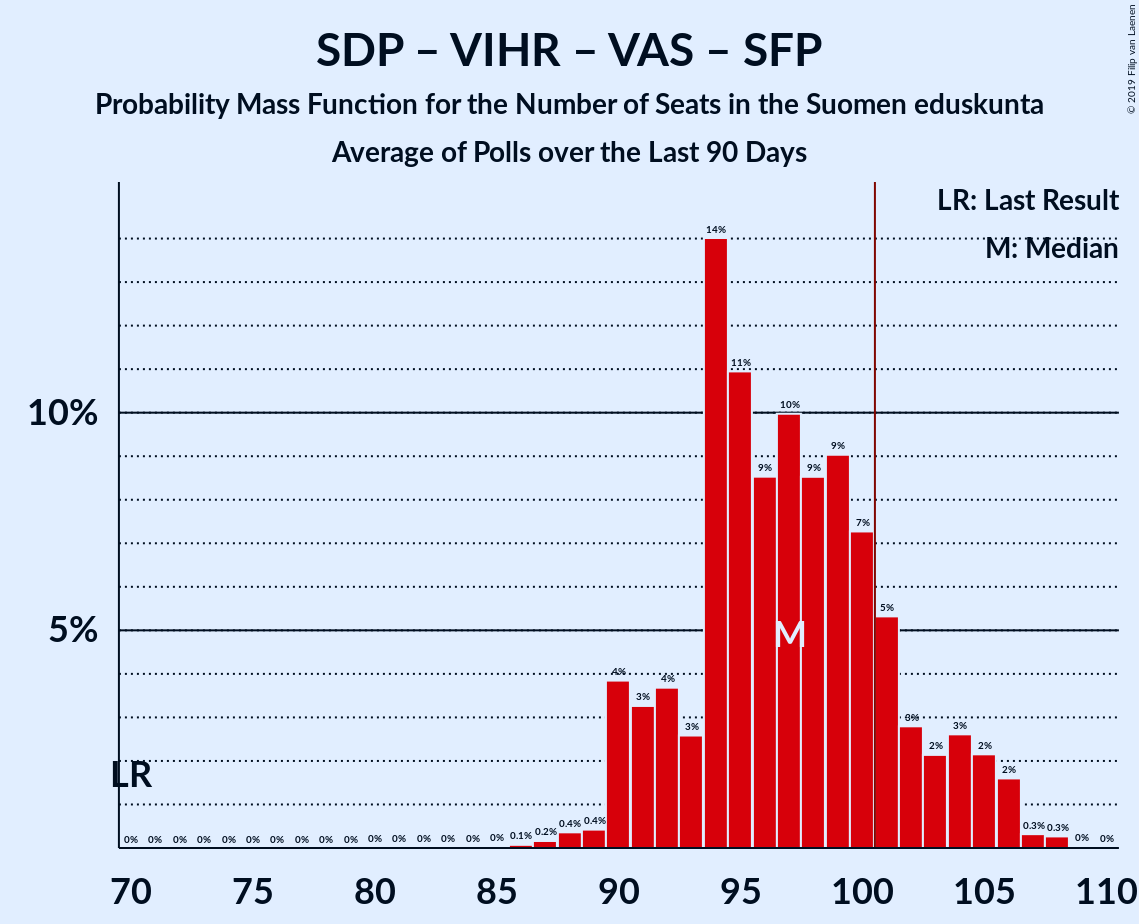 SDP – VIHR – VAS – SFP
Probability Mass Function for the Number of Seats in the Suomen eduskunta
Average of Polls over the Last 90 Days
© 2019 Filip van Laenen
LR: Last Result
M: Median
14%
11%
10%
10%
9%
9%
9%
7%
5%
5%
M
4%
3%
4%
3%
3%
2%
3%
2%
2%
LR
0% 0% 0% 0% 0% 0% 0% 0% 0% 0% 0% 0% 0% 0% 0% 0% 0.1% 0.2% 0.4% 0.4% 0.3% 0.3% 0% 0%
70 75 80 85 90 95 100 105 110